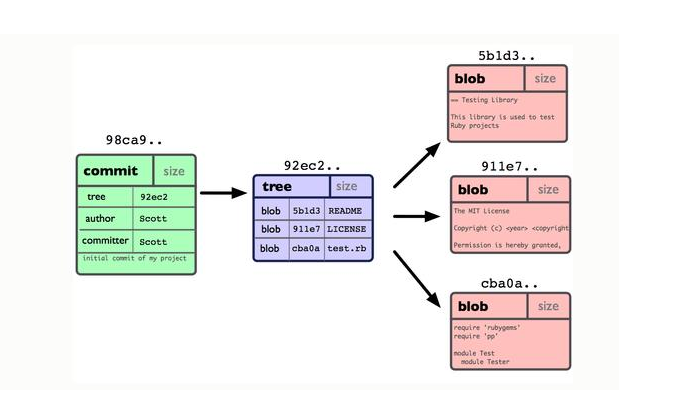 98ca9..
commit size
tree 92ec2
author Scott
committer Scott
initial commit of my project
92ec2..
tree size
blob 5b1d3 README
blob 911e7 LICENSE
blob cba0a test.rb
5b1d3..
blob size
== Testing Library
This library is used to test
Ruby projects
911e7..
blob size
The MIT License
Copyright (c) <year> <copyright
Permission is hereby granted,
cba0a..
blob size
require 'rubygems'
require 'pp'
module Test
module Tester